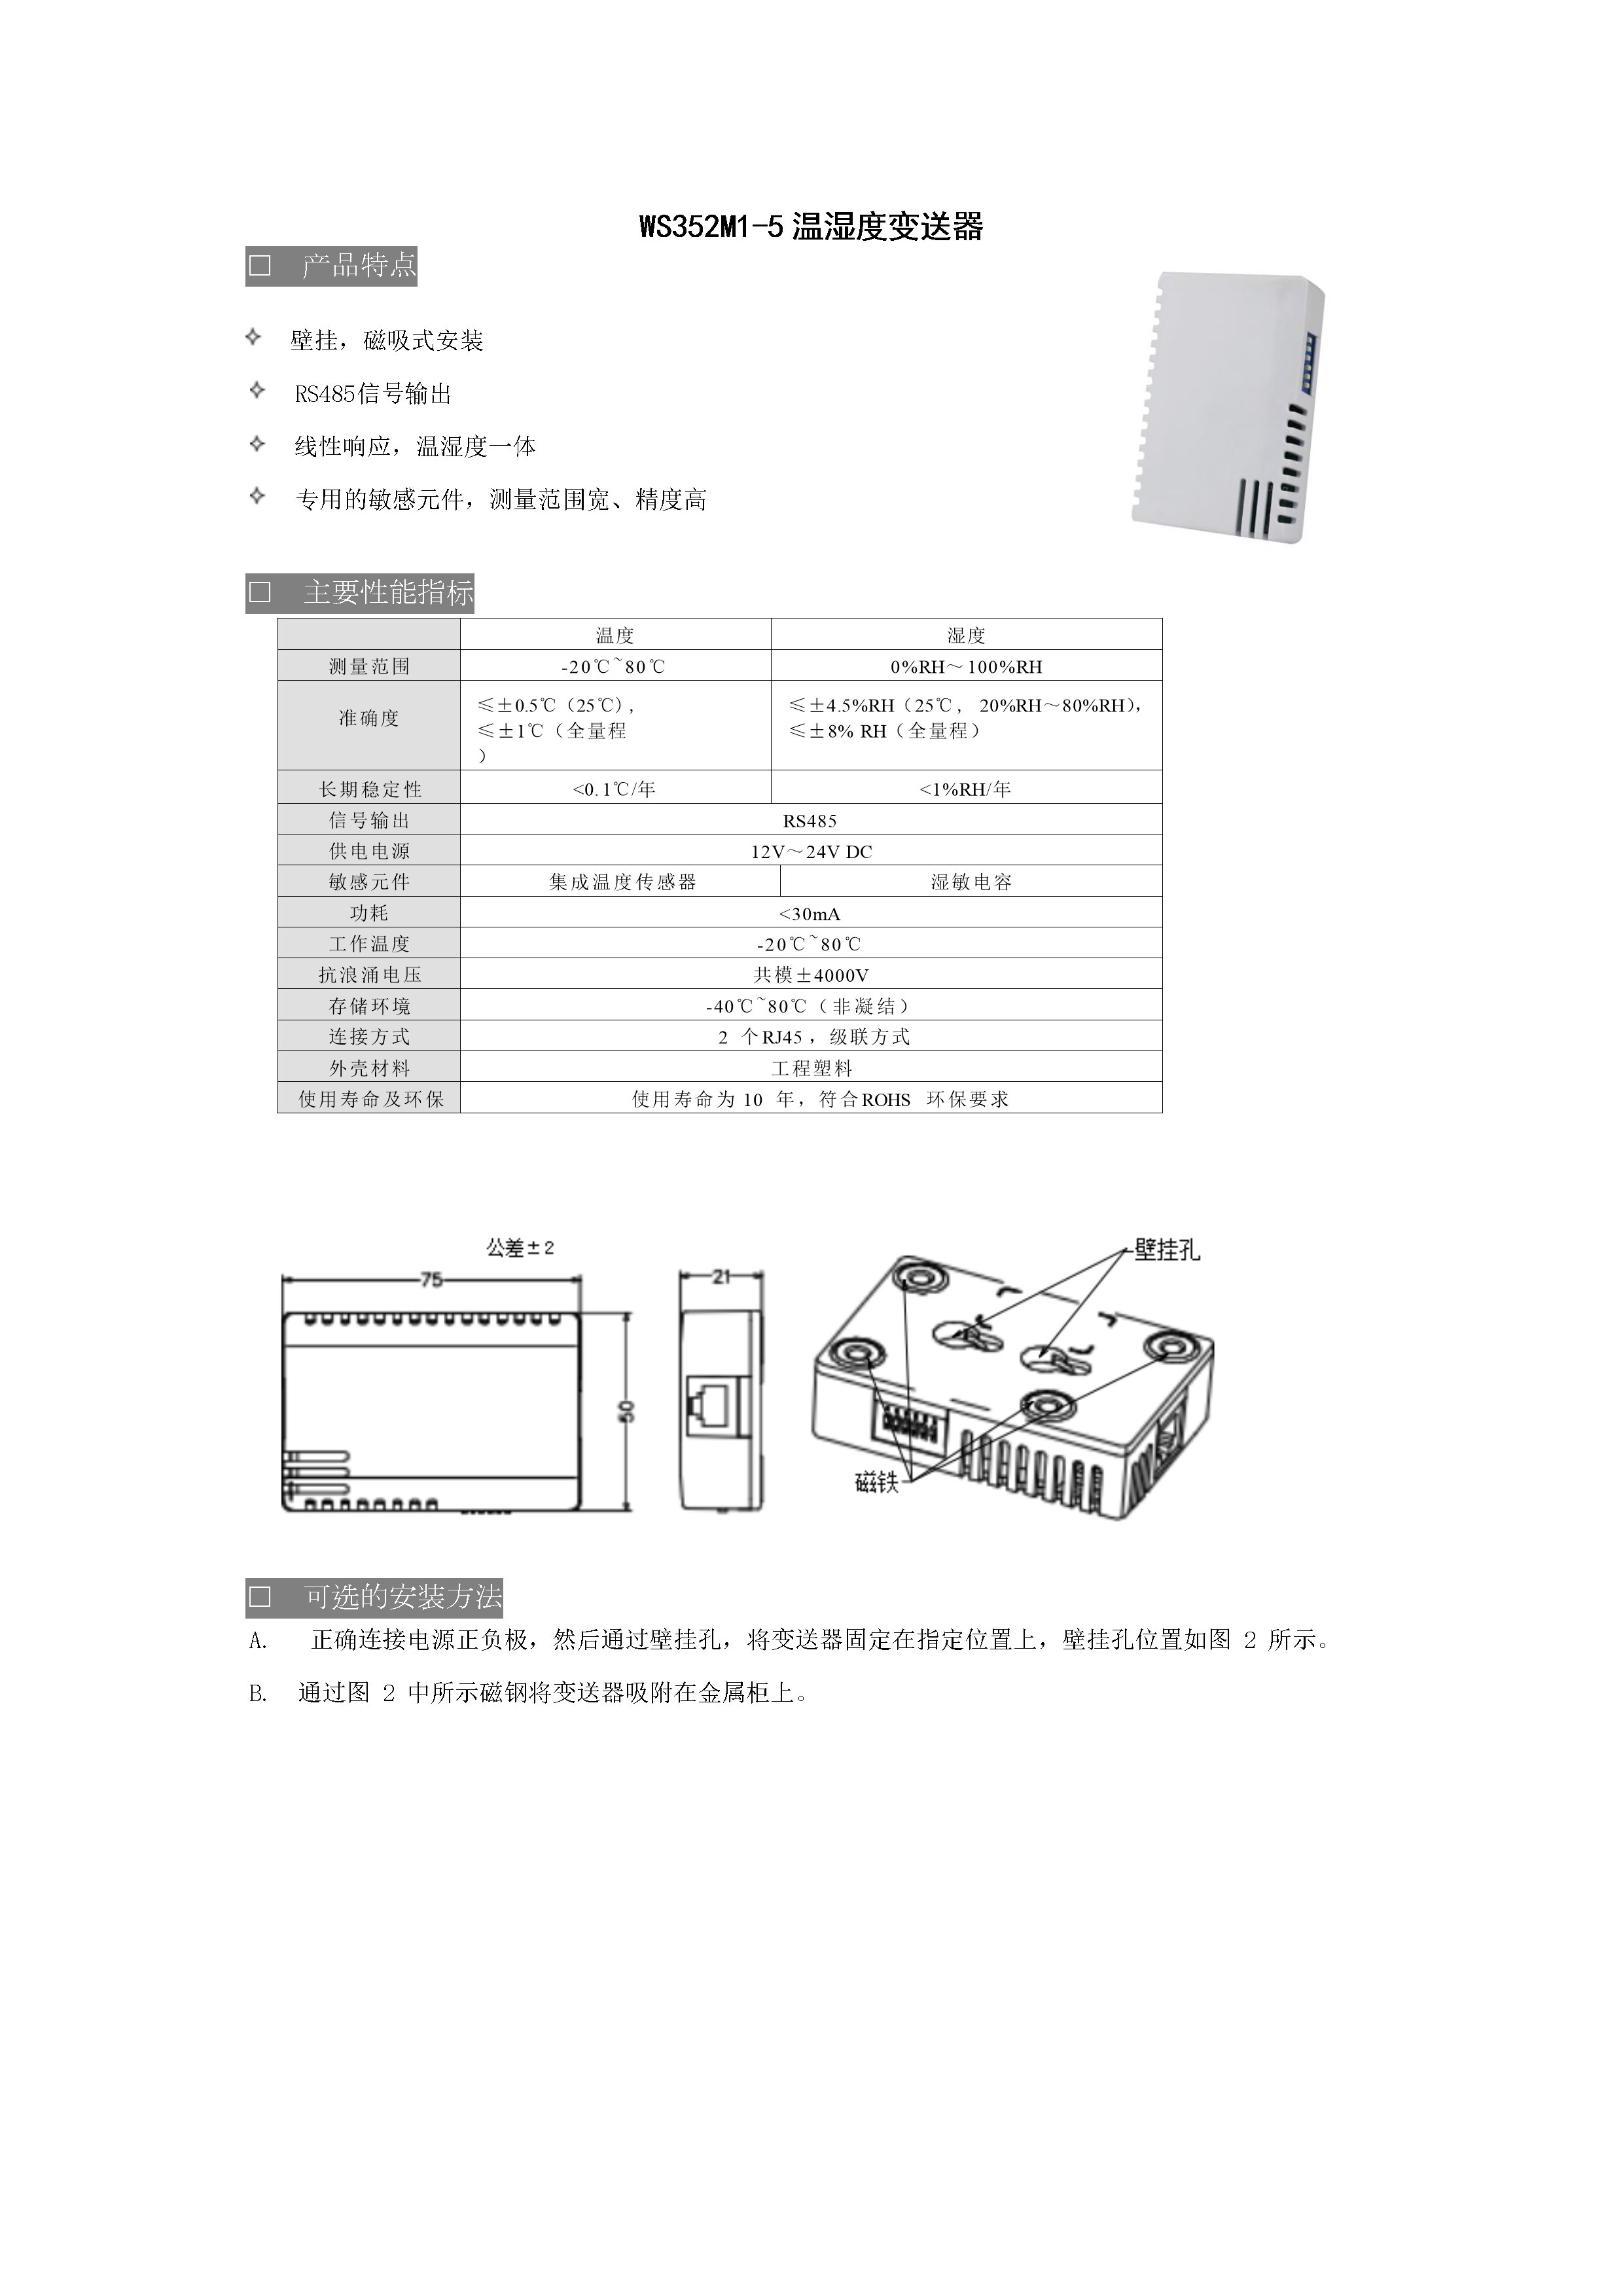 WS352M1-5 温湿度变送器
□ 产品特点
壁挂，磁吸式安装
RS485信号输出
线性响应，温湿度一体
专用的敏感元件，测量范围宽、精度高
□ 主要性能指标
温度 湿度
测量范围 -20℃~80℃ 0%RH～100%RH
准确度 ≤±0.5℃（25℃）, ≤±4.5%RH（25℃， 20%RH～80%RH），
≤±1℃（全量程 ≤±8% RH（全量程）
）
长期稳定性 <0.1℃/年 <1%RH/年
信号输出 RS485
供电电源 12V～24V DC
敏感元件 集成温度传感器 湿敏电容
功耗 <30mA
工作温度 -20℃~80℃
抗浪涌电压 共模±4000V
存储环境 -40℃~80℃（非凝结）
连接方式 2 个RJ45，级联方式
外壳材料 工程塑料
使用寿命及环保 使用寿命为 10 年，符合ROHS 环保要求
公差±2
75
21
50
壁挂孔
磁铁
□ 可选的安装方法
A. 正确连接电源正负极，然后通过壁挂孔，将变送器固定在指定位置上，壁挂孔位置如图 2 所示。
B. 通过图 2 中所示磁钢将变送器吸附在金属柜上。